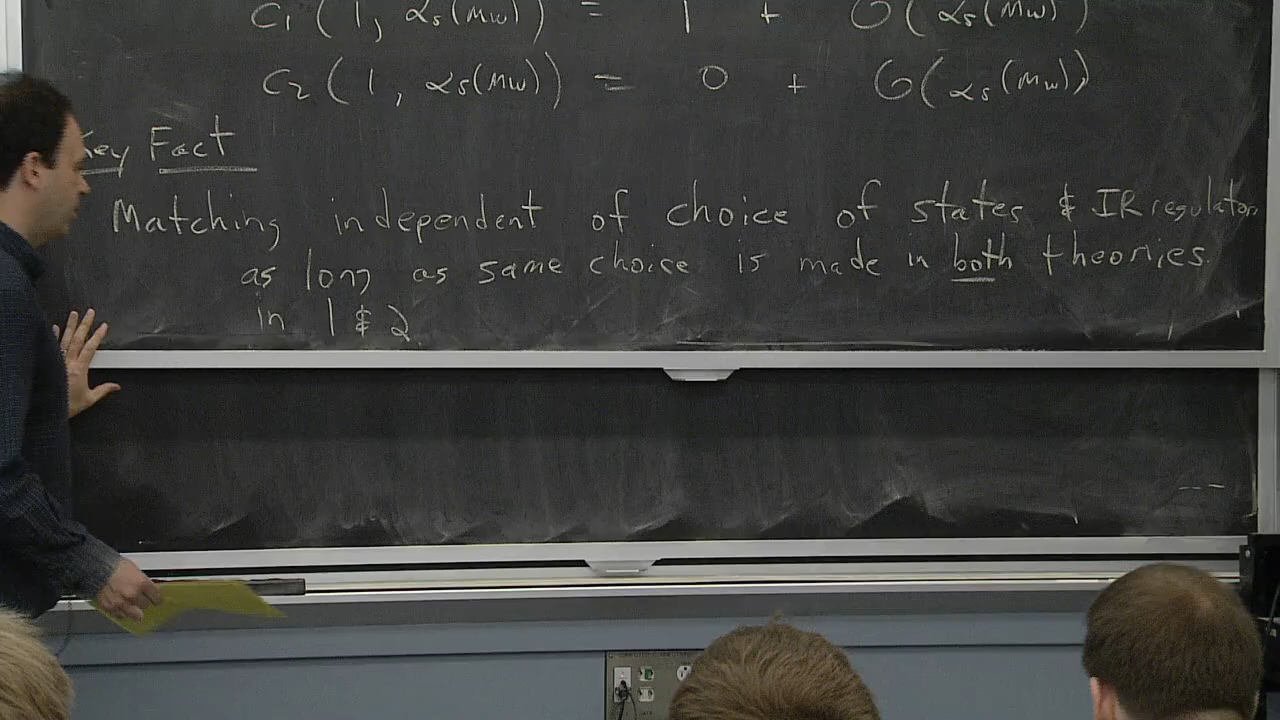 C₁(1, αs(mw)) = 1 + O(αs(mw))
C₂(1, αs(mw)) = 0 + O(αs(mw))
Key Fact
Matching independent of choice of states & IR regulator
as long as same choice is made in both theories.
in 1 & 2